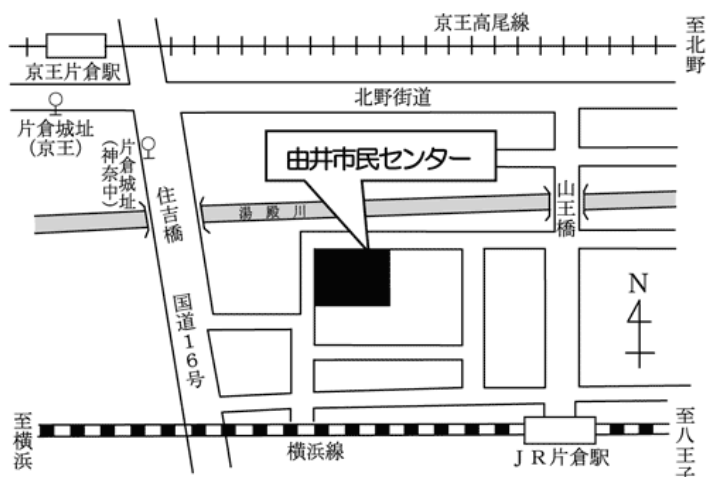 京王高尾線
至北野
京王片倉駅
北野街道
片倉城址
(京王)
片倉城址
(神奈中)
由井市民センター
住吉橋
湯殿川
山王橋
国道16号
N
至横浜
横浜線
JR片倉駅
至八王子